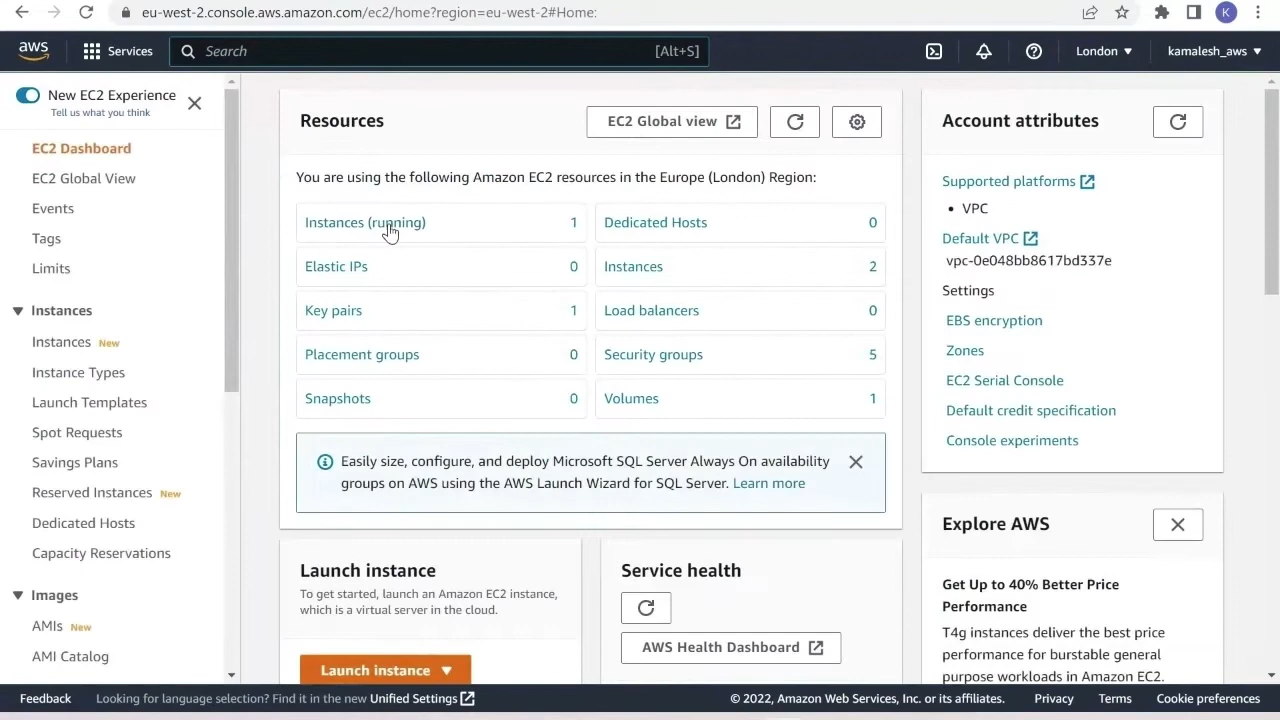 eu-west-2.console.aws.amazon.com/ec2/home?region=eu-west-2#Home:
K
aws
Services
Search
[Alt+S]
London
kamalesh_aws
New EC2 Experience
Tell us what you think
EC2 Dashboard
EC2 Global View
Events
Tags
Limits
Instances
Instances New
Instance Types
Launch Templates
Spot Requests
Savings Plans
Reserved Instances New
Dedicated Hosts
Capacity Reservations
Images
AMIs New
AMI Catalog
Resources
EC2 Global view
You are using the following Amazon EC2 resources in the Europe (London) Region:
Instances (running) 1
Dedicated Hosts 0
Elastic IPs 0
Instances 2
Key pairs 1
Load balancers 0
Placement groups 0
Security groups 5
Snapshots 0
Volumes 1
Easily size, configure, and deploy Microsoft SQL Server Always On availability
groups on AWS using the AWS Launch Wizard for SQL Server. Learn more
Launch instance
To get started, launch an Amazon EC2 instance,
which is a virtual server in the cloud.
Launch instance
Service health
AWS Health Dashboard
Account attributes
Supported platforms
• VPC
Default VPC
vpc-0e048bb8617bd337e
Settings
EBS encryption
Zones
EC2 Serial Console
Default credit specification
Console experiments
Explore AWS
Get Up to 40% Better Price
Performance
T4g instances deliver the best price
performance for burstable general
purpose workloads in Amazon EC2.
Feedback
Looking for language selection? Find it in the new Unified Settings
© 2022, Amazon Web Services, Inc. or its affiliates.
Privacy
Terms
Cookie preferences